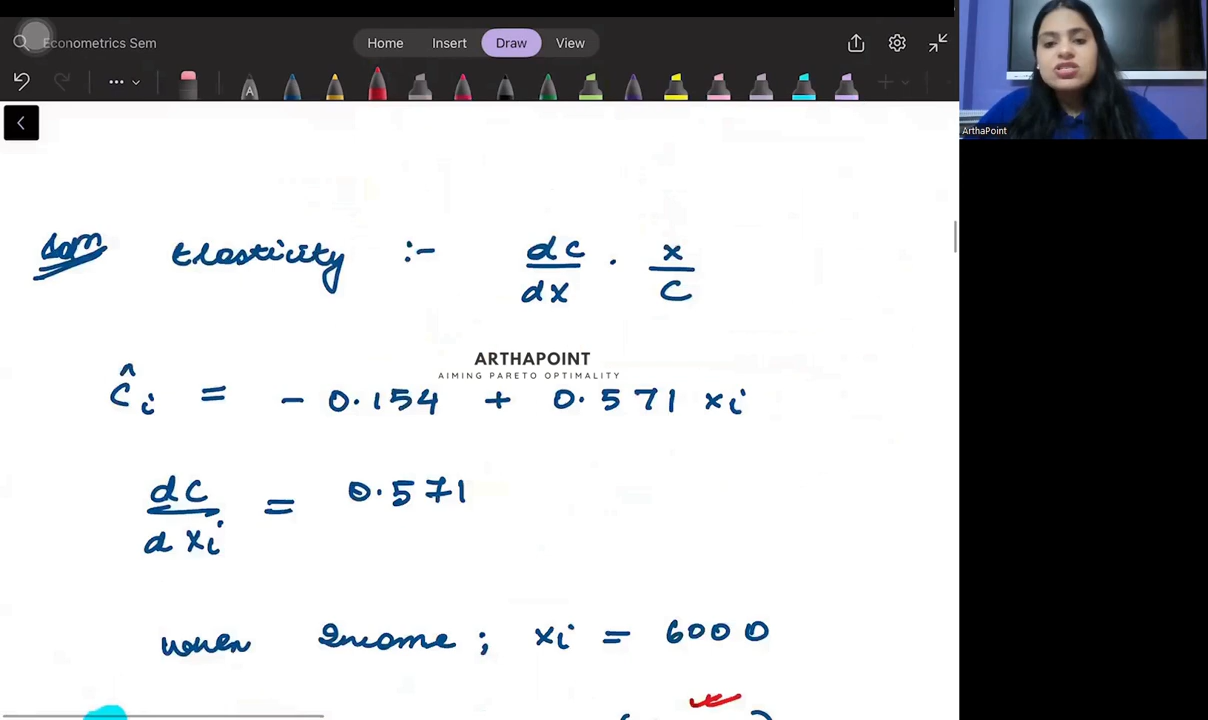 Econometrics Sem
Home Insert Draw View
A
ArthaPoint
Som Elasticity :- dC/dX . X/C
ARTHAPOINT
AIMING PARETO OPTIMALITY
Ĉi = - 0.154 + 0.571 Xi
dC/dXi = 0.571
when Income ; Xi = 6000